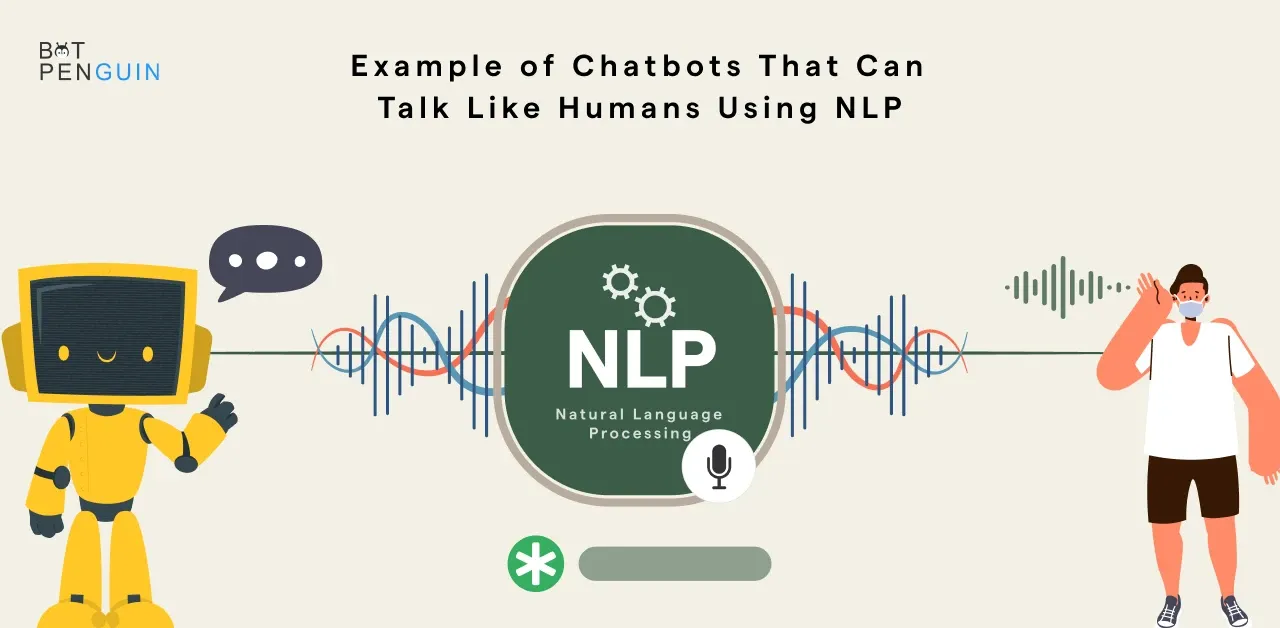 BOT
PENGUIN
Example of Chatbots That Can
Talk Like Humans Using NLP
NLP
Natural Language
Processing